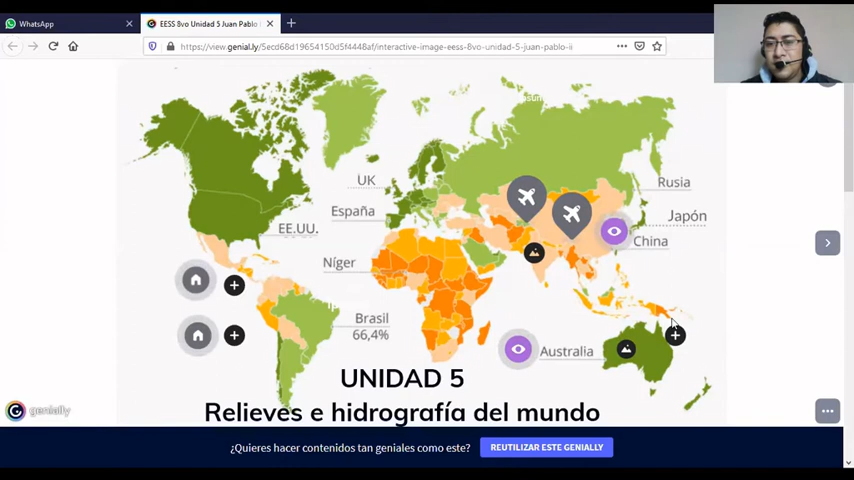 WhatsApp
EESS 8vo Unidad 5 Juan Pablo
https://view.genial.ly/5ecd68d19654150d5f4448af/interactive-image-eess-8vo-unidad-5-juan-pablo-ii
UK
Rusia
España
Japón
EE.UU.
China
Níger
Brasil
66,4%
Australia
UNIDAD 5
Relieves e hidrografía del mundo
genially
¿Quieres hacer contenidos tan geniales como este?
REUTILIZAR ESTE GENIALLY